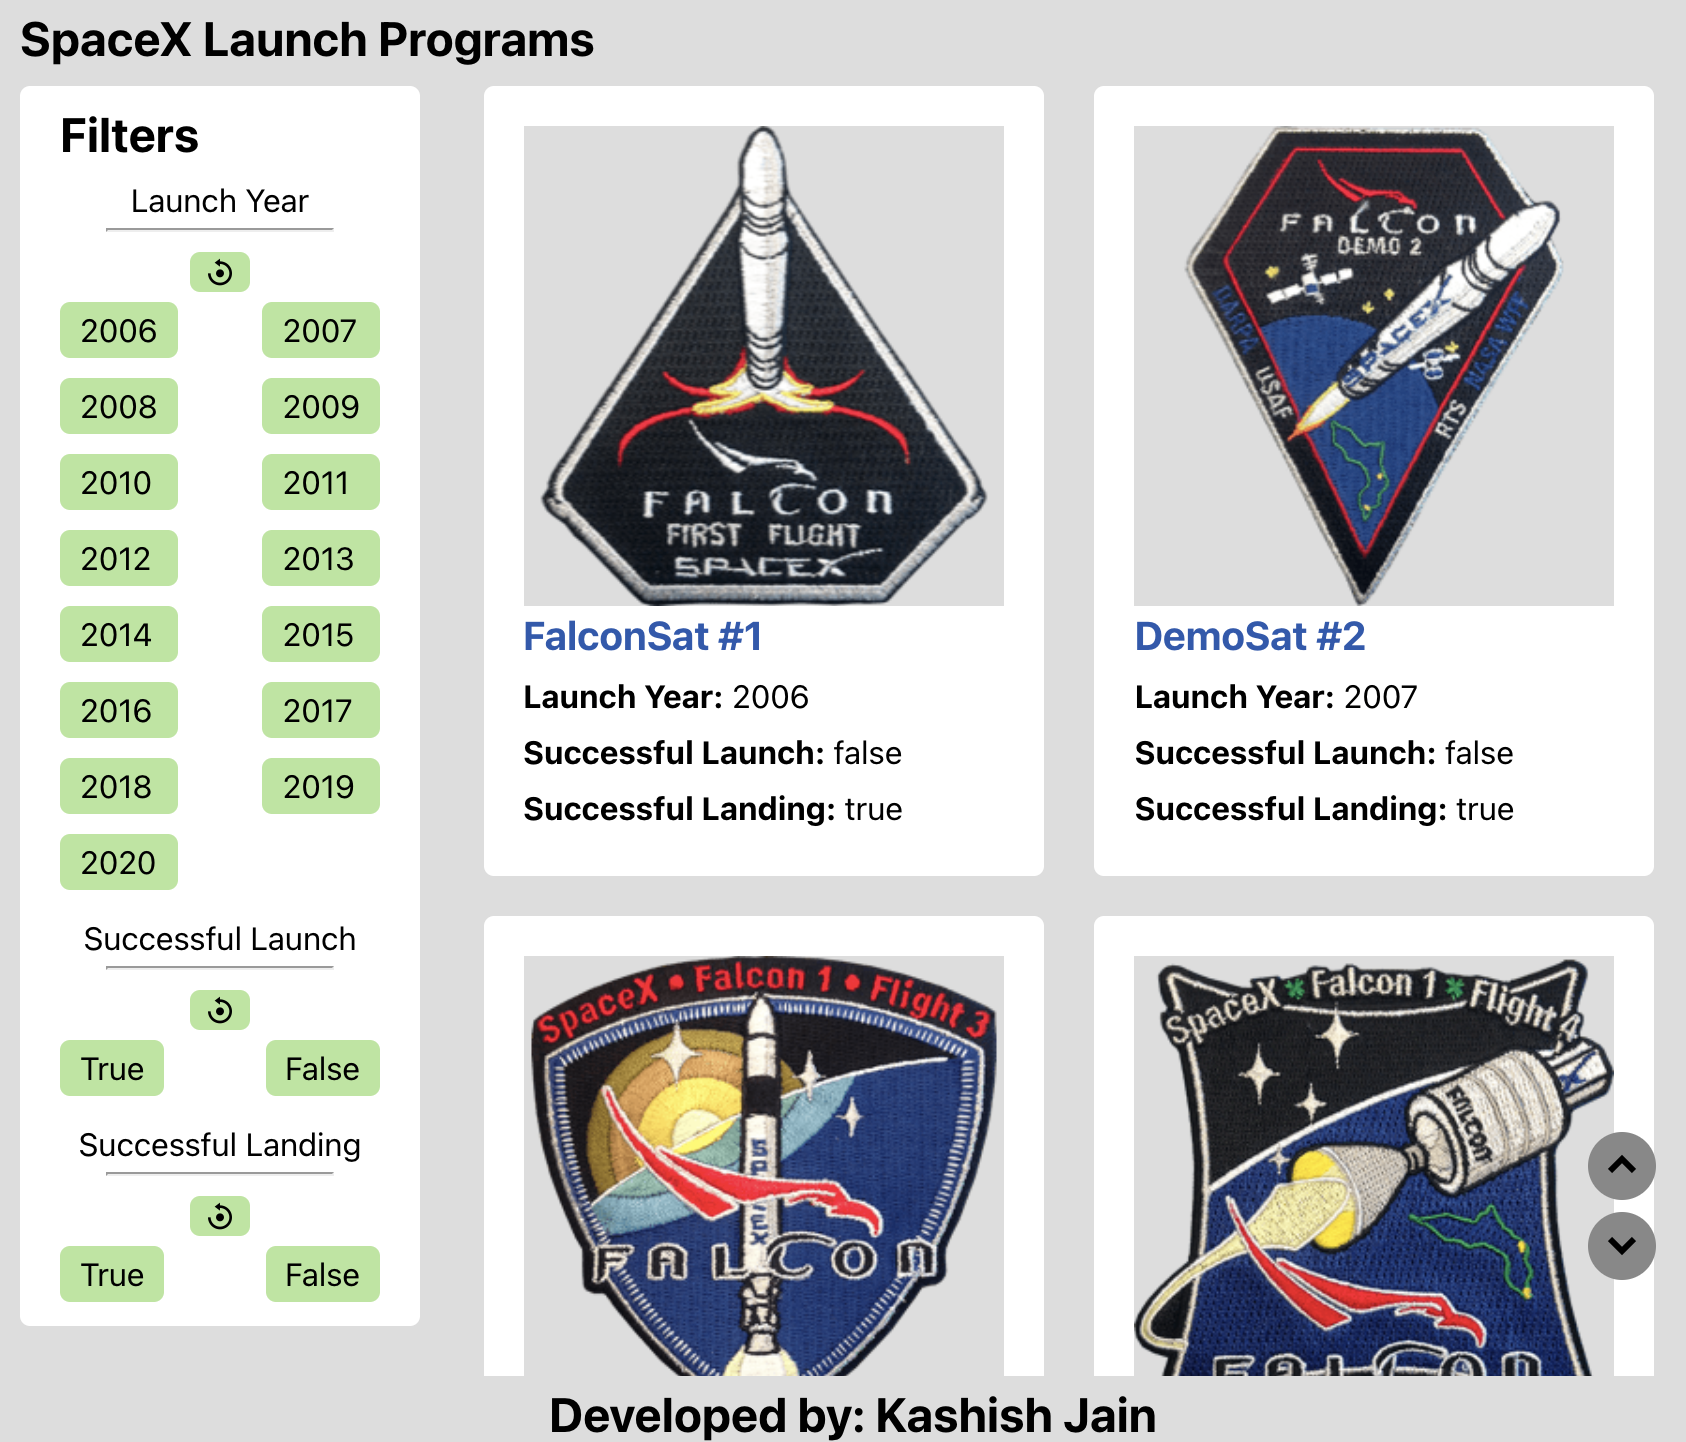 SpaceX Launch Programs
Filters
Launch Year
2006 2007
2008 2009
2010 2011
2012 2013
2014 2015
2016 2017
2018 2019
2020
Successful Launch
True False
Successful Landing
True False
FALCON
FIRST FLIGHT
SPACEX
FalconSat #1
Launch Year: 2006
Successful Launch: false
Successful Landing: true
FALCON
DEMO 2
SPACEX
DARPA USAF
RTS NASA WFF
DemoSat #2
Launch Year: 2007
Successful Launch: false
Successful Landing: true
SpaceX • Falcon 1 • Flight 3
SPACEX
FALCON
SpaceX Falcon 1 Flight 4
FALCON
FALCON
Developed by: Kashish Jain